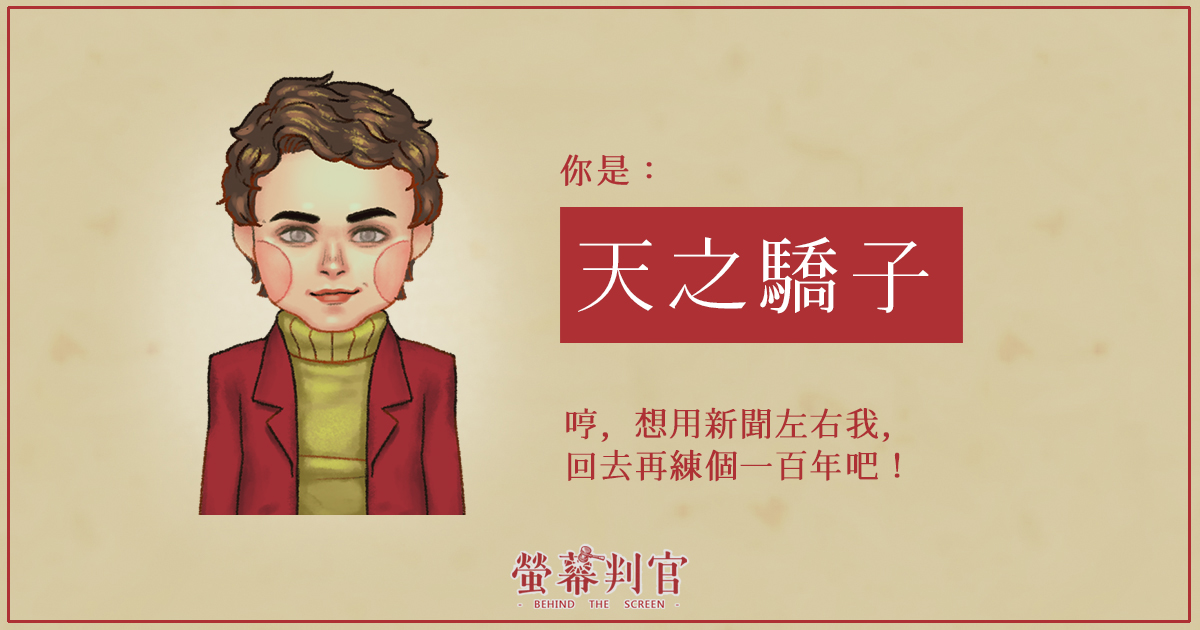 你是：
天之驕子
哼，想用新聞左右我，
回去再練個一百年吧！
螢幕判官
- BEHIND THE SCREEN -